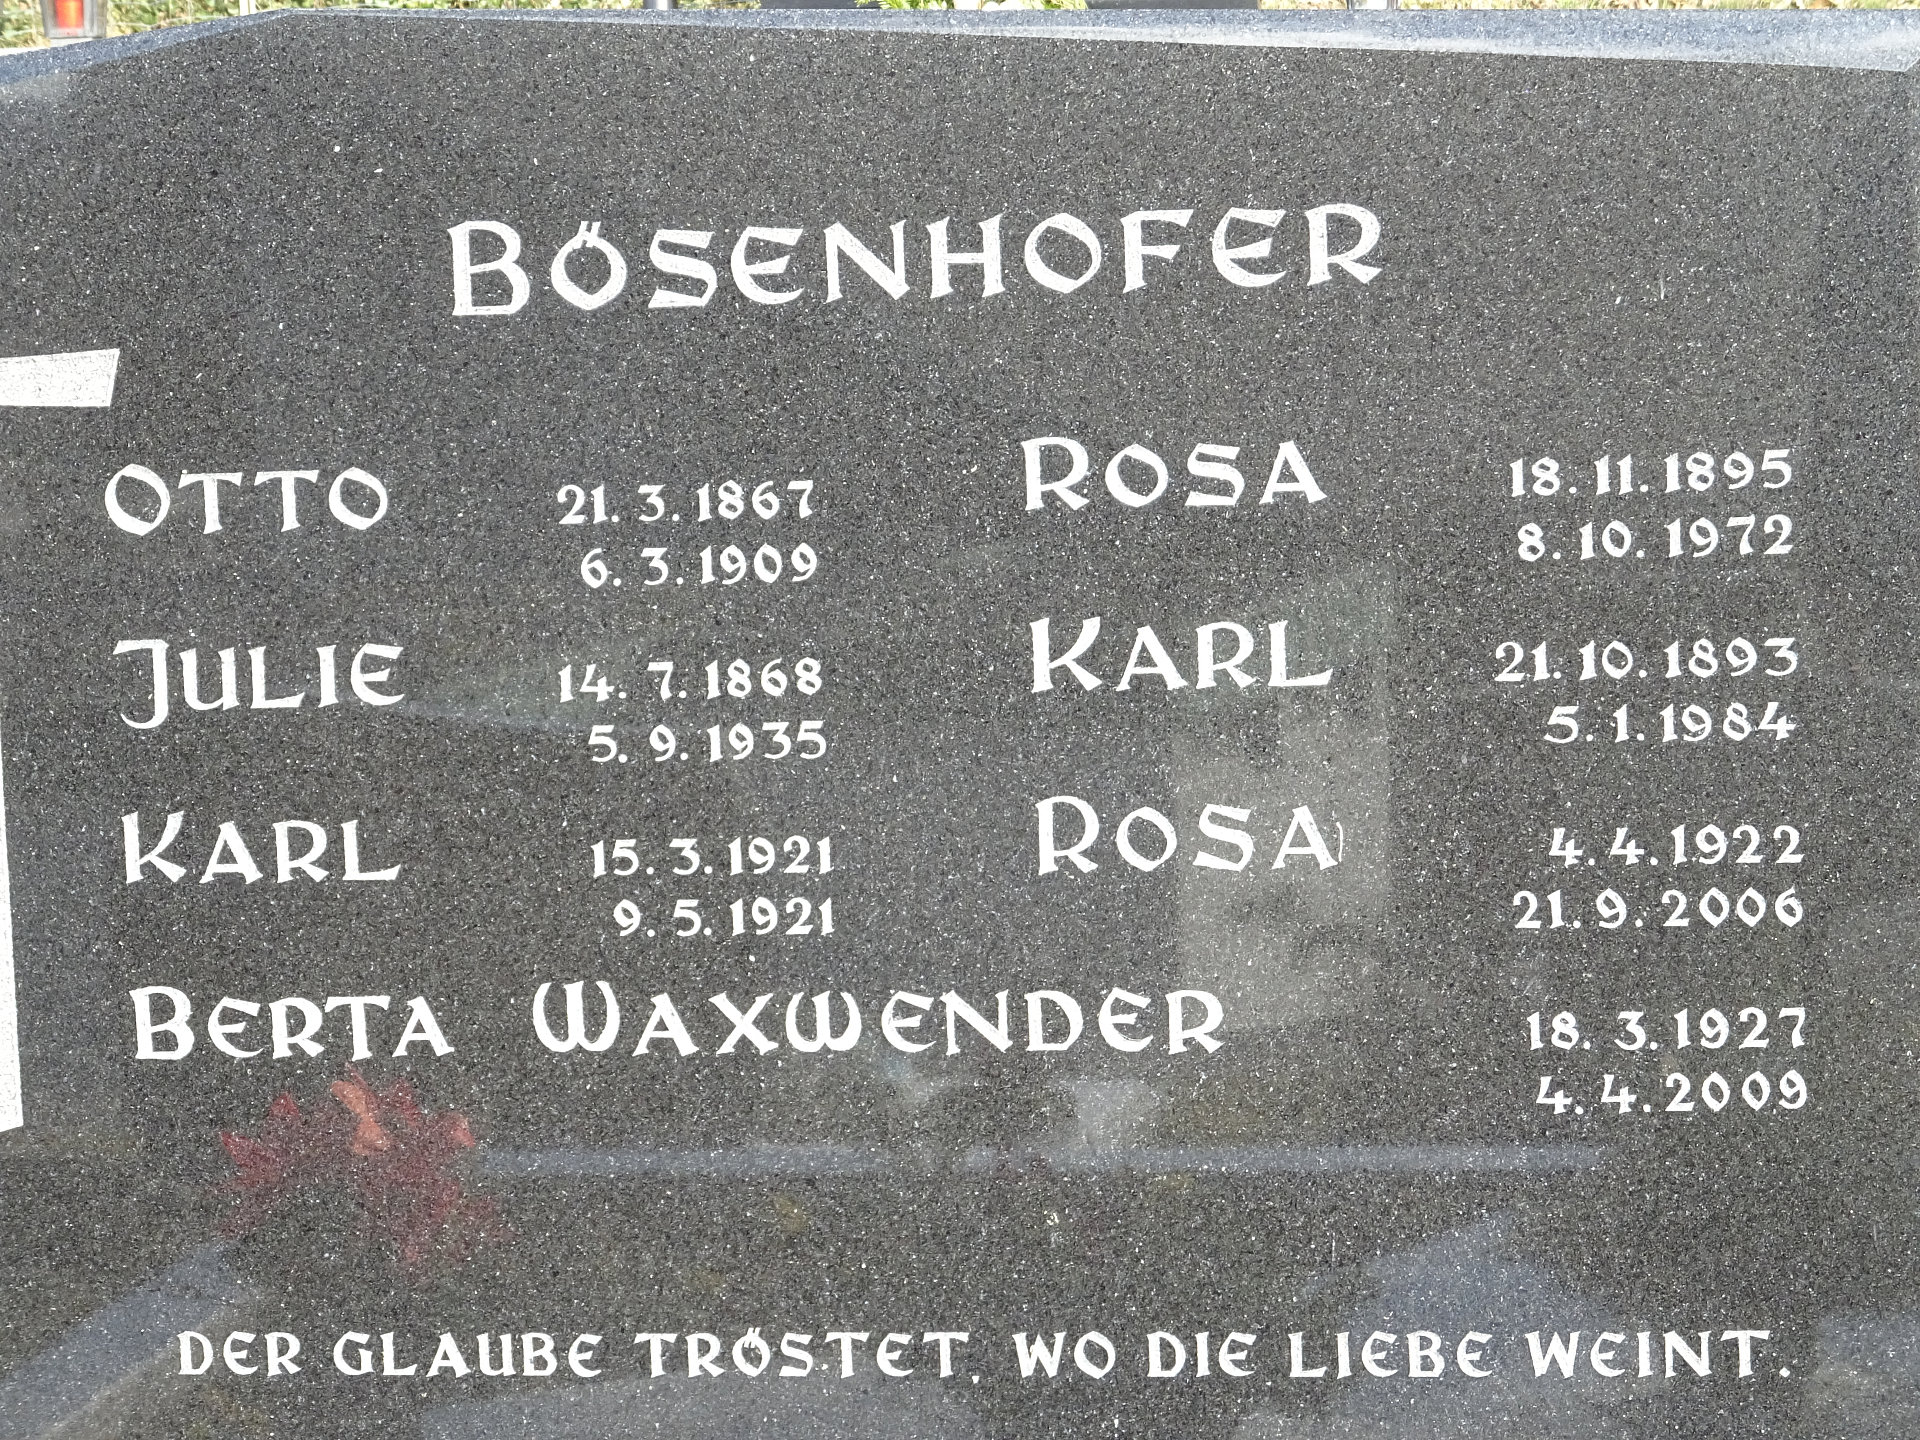 BÖSENHOFER
OTTO 21. 3. 1867
6. 3. 1909
JULIE 14. 7. 1868
5. 9. 1935
KARL 15. 3. 1921
9. 5. 1921
ROSA 18. 11. 1895
8. 10. 1972
KARL 21. 10. 1893
5. 1. 1984
ROSA 4. 4. 1922
21. 9. 2006
BERTA WAXWENDER 18. 3. 1927
4. 4. 2009
DER GLAUBE TRÖSTET, WO DIE LIEBE WEINT.